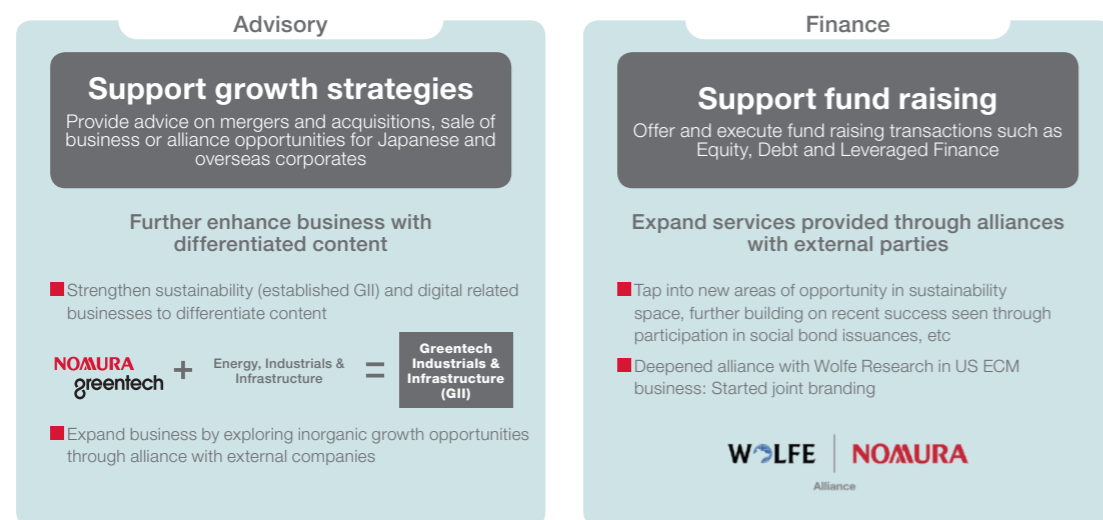 Advisory
Support growth strategies
Provide advice on mergers and acquisitions, sale of
business or alliance opportunities for Japanese and
overseas corporates
Further enhance business with
differentiated content
Strengthen sustainability (established GII) and digital related
businesses to differentiate content
NOMURA
greentech
+
Energy, Industrials &
Infrastructure
=
Greentech
Industrials &
Infrastructure
(GII)
Expand business by exploring inorganic growth opportunities
through alliance with external companies
Finance
Support fund raising
Offer and execute fund raising transactions such as
Equity, Debt and Leveraged Finance
Expand services provided through alliances
with external parties
Tap into new areas of opportunity in sustainability
space, further building on recent success seen through
participation in social bond issuances, etc
Deepened alliance with Wolfe Research in US ECM
business: Started joint branding
WOLFE | NOMURA
Alliance